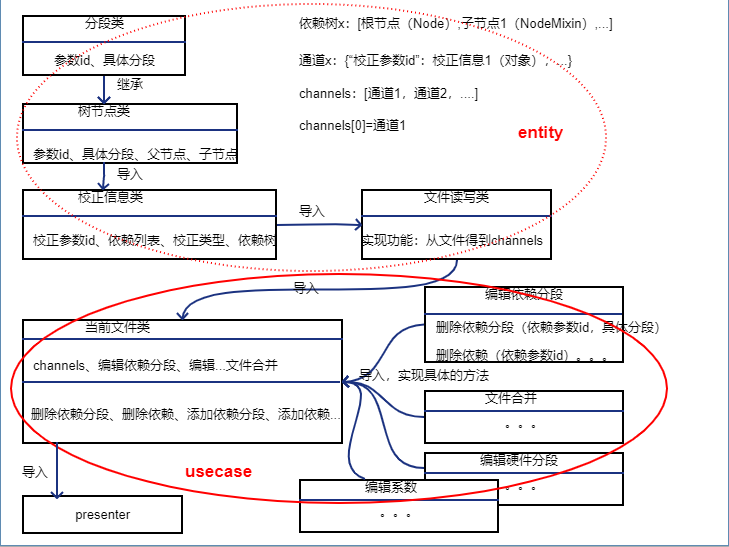 分段类
依赖树x：[根节点（Node）,子节点1（NodeMixin）,...]
参数id、具体分段
通道x：{“校正参数id”：校正信息1（对象），...}
继承
channels：[通道1，通道2，....]
树节点类
channels[0]=通道1
entity
参数id、具体分段、父节点、子节点
导入
校正信息类
文件读写类
导入
校正参数id、依赖列表、校正类型、依赖树
实现功能：从文件得到channels
导入
编辑依赖分段
当前文件类
删除依赖分段（依赖参数id，具体分段）
删除依赖（依赖参数id）。。。
channels、编辑依赖分段、编辑...文件合并
导入，实现具体的方法
文件合并
删除依赖分段、删除依赖、添加依赖分段、添加依赖...
。。。
编辑硬件分段
导入
usecase
编辑系数
。。。
presenter
。。。